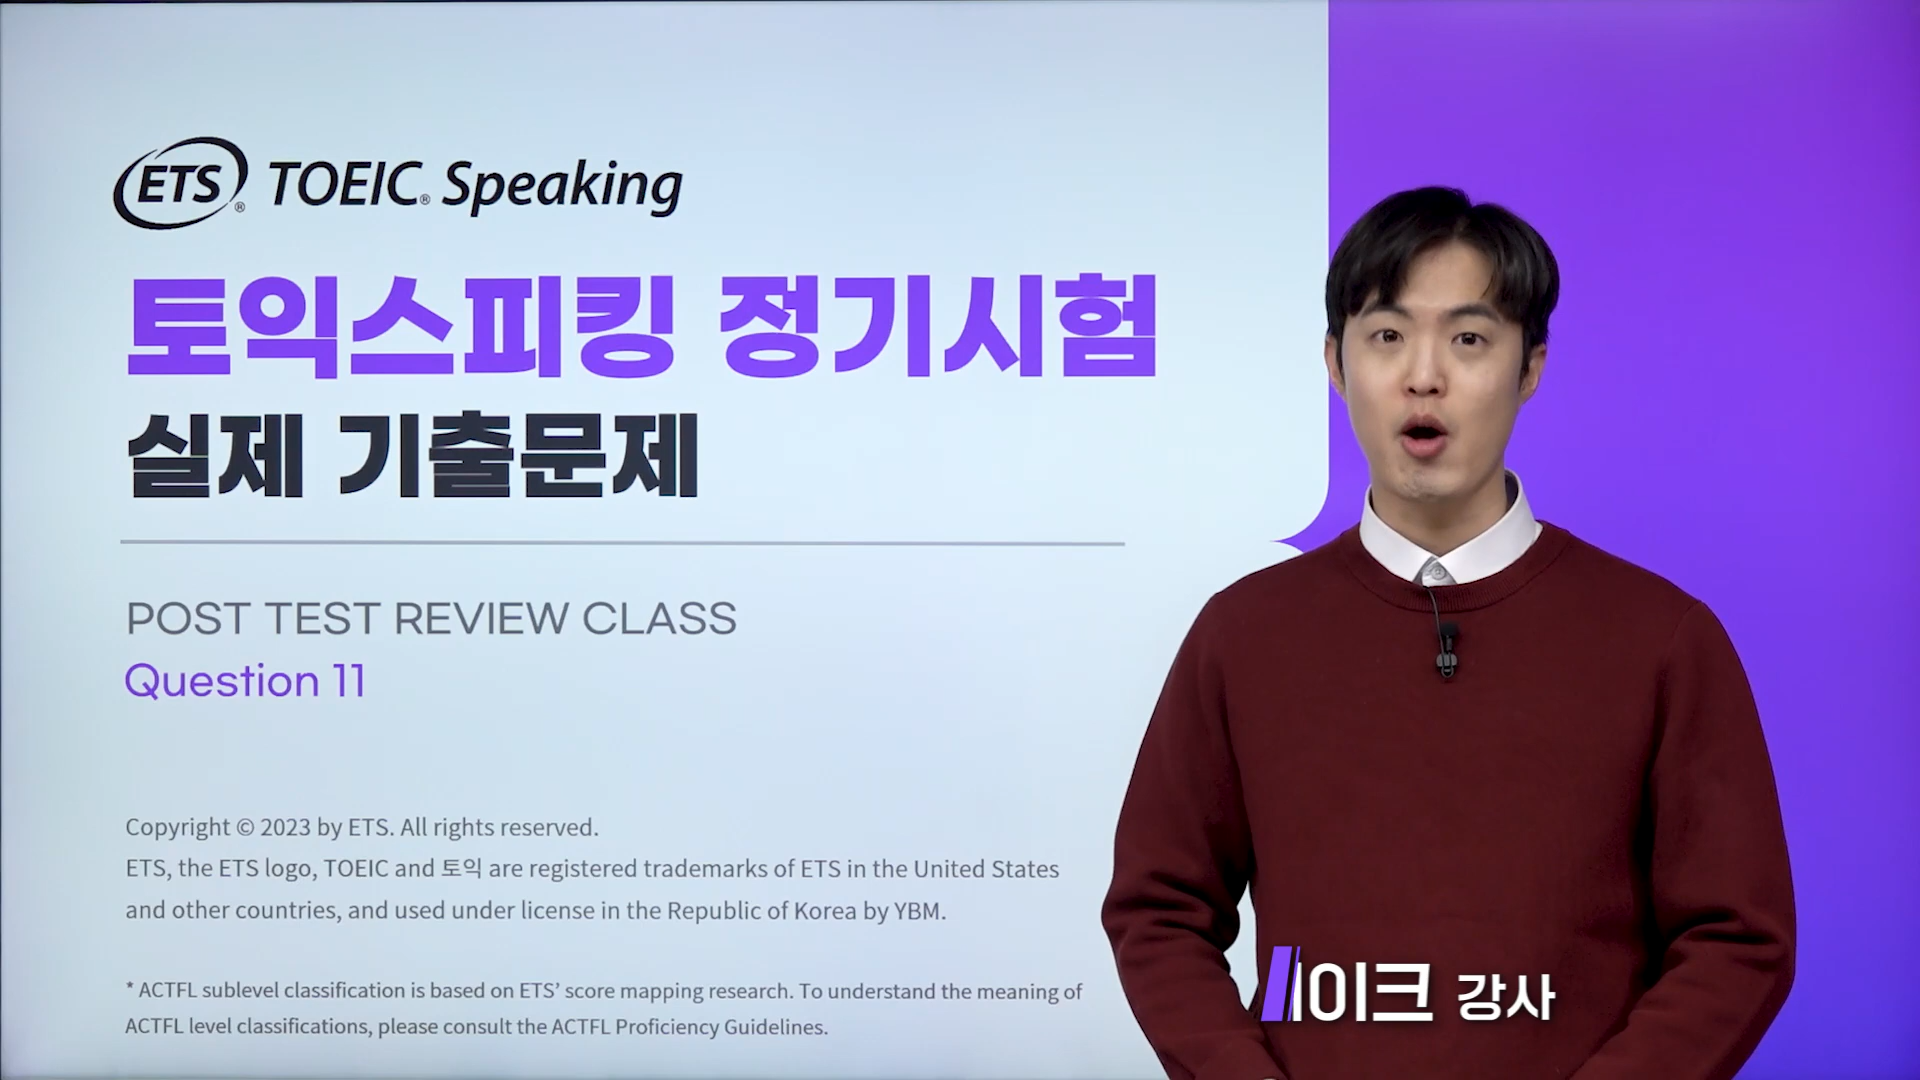 ETS® TOEIC® Speaking
토익스피킹 정기시험
실제 기출문제
POST TEST REVIEW CLASS
Question 11
Copyright © 2023 by ETS. All rights reserved.
ETS, the ETS logo, TOEIC and 토익 are registered trademarks of ETS in the United States
and other countries, and used under license in the Republic of Korea by YBM.
* ACTFL sublevel classification is based on ETS’ score mapping research. To understand the meaning of
ACTFL level classifications, please consult the ACTFL Proficiency Guidelines.
강사